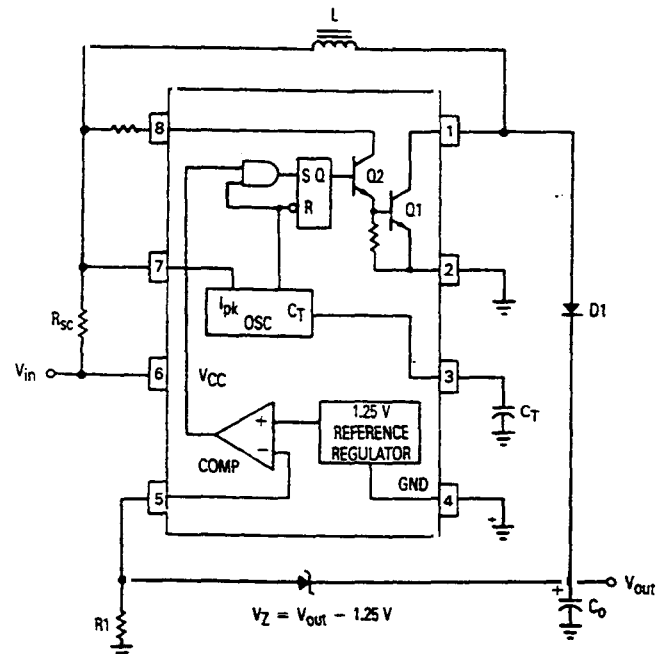 L
8
1
S Q
Q2
R
Q1
7
2
Ipk
CT
OSC
RSC
D1
Vin
6
VCC
3
1.25 V
REFERENCE
REGULATOR
CT
+
−
COMP
GND
5
4
+
Vout
R1
VZ = Vout − 1.25 V
Co